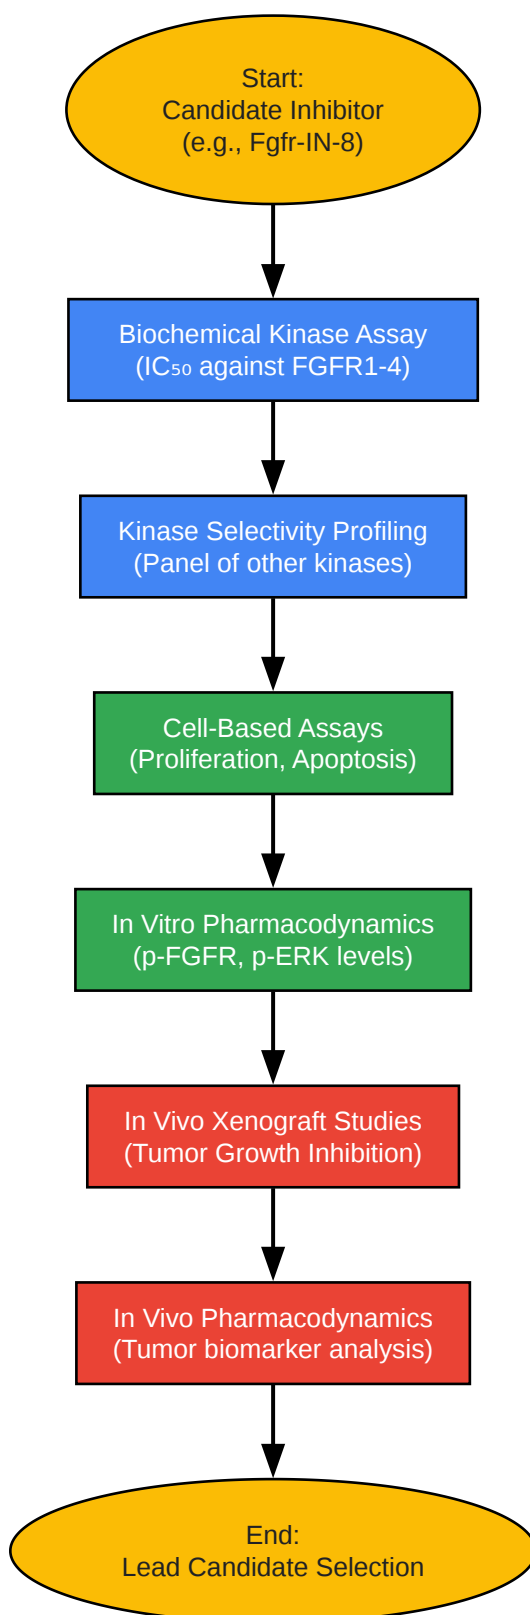 Start:
Candidate Inhibitor
(e.g., Fgfr-IN-8)
Biochemical Kinase Assay
(IC₅₀ against FGFR1-4)
Kinase Selectivity Profiling
(Panel of other kinases)
Cell-Based Assays
(Proliferation, Apoptosis)
In Vitro Pharmacodynamics
(p-FGFR, p-ERK levels)
In Vivo Xenograft Studies
(Tumor Growth Inhibition)
In Vivo Pharmacodynamics
(Tumor biomarker analysis)
End:
Lead Candidate Selection